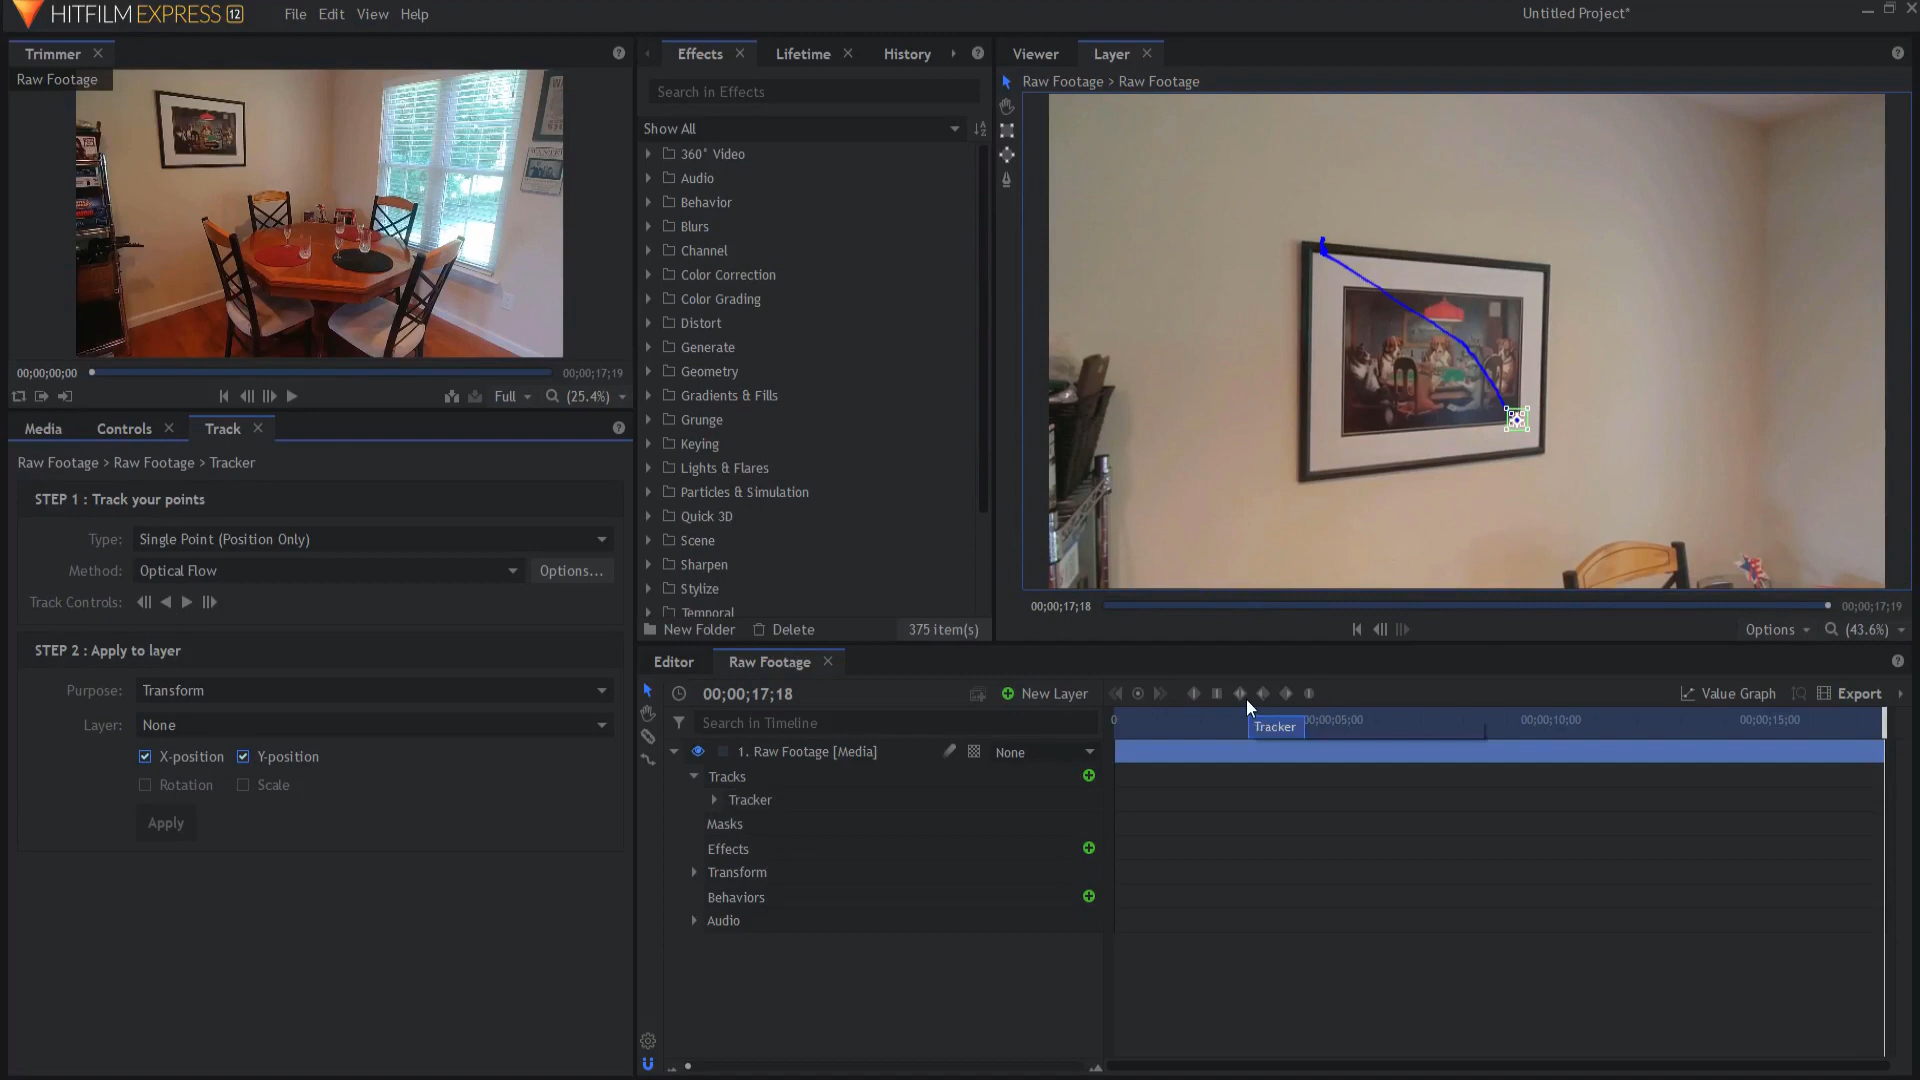 HITFILM EXPRESS 12 File Edit View Help Untitled Project*
Trimmer
Raw Footage
00;00;00;00 00;00;17;19
Full (25.4%)
Media Controls Track
Raw Footage > Raw Footage > Tracker
STEP 1 : Track your points
Type: Single Point (Position Only)
Method: Optical Flow Options...
Track Controls:
STEP 2 : Apply to layer
Purpose: Transform
Layer: None
X-position Y-position
Rotation Scale
Apply
Effects Lifetime History
Search in Effects
Show All
360° Video
Audio
Behavior
Blurs
Channel
Color Correction
Color Grading
Distort
Generate
Geometry
Gradients & Fills
Grunge
Keying
Lights & Flares
Particles & Simulation
Quick 3D
Scene
Sharpen
Stylize
Temporal
New Folder Delete 375 item(s)
Viewer Layer
Raw Footage > Raw Footage
00;00;17;18 00;00;17;19
Options (43.6%)
Editor Raw Footage
00;00;17;18 New Layer Value Graph Export
Search in Timeline
0 00;00;05;00 00;00;10;00 00;00;15;00
Tracker
1. Raw Footage [Media] None
Tracks
Tracker
Masks
Effects
Transform
Behaviors
Audio